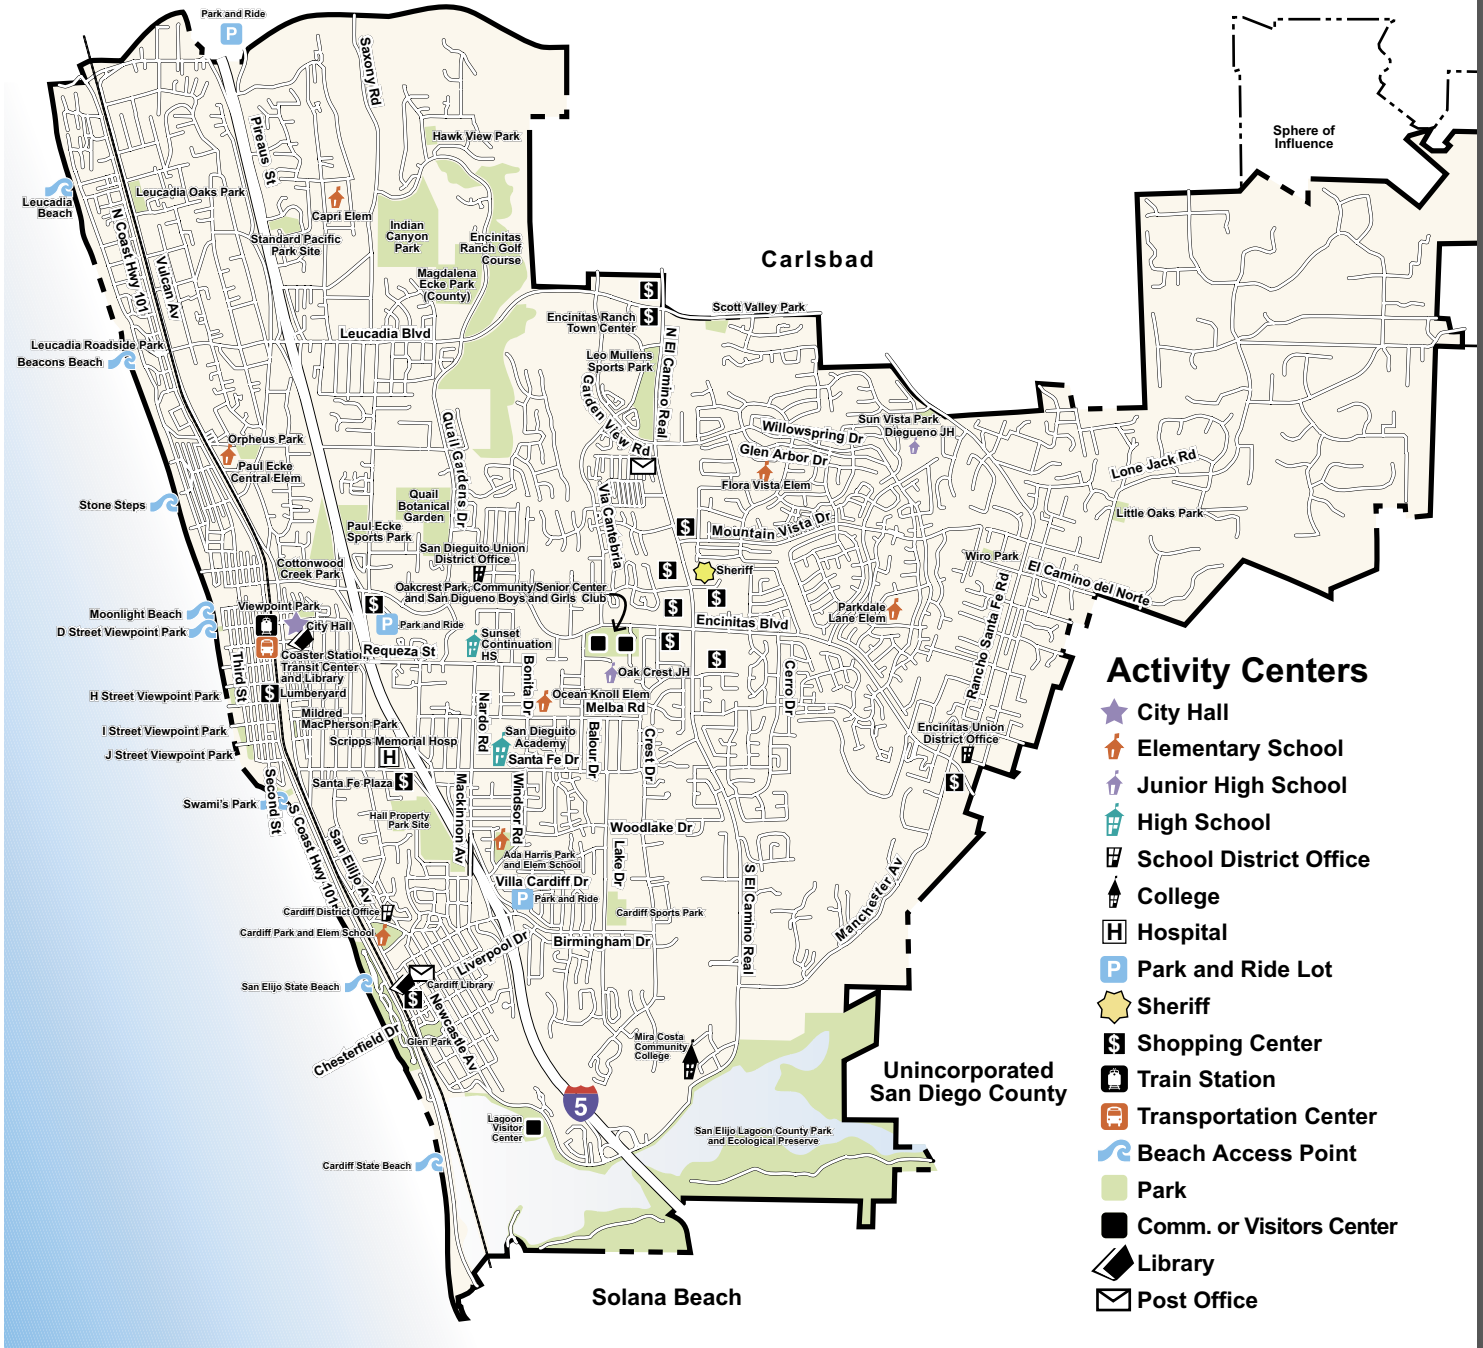 Park and Ride
P
Saxony Rd
Piraeus St
Hawk View Park
Sphere of
Influence
Leucadia Oaks Park
Leucadia
Beach
Capri Elem
N Coast Hwy 101
Vulcan Av
Standard Pacific
Park Site
Indian
Canyon
Park
Encinitas
Ranch Golf
Course
Magdalena
Ecke Park
(County)
Carlsbad
$
$
Encinitas Ranch
Town Center
Scott Valley Park
Leucadia Blvd
Leucadia Roadside Park
Beacons Beach
N El Camino Real
Leo Mullens
Sports Park
Garden View Rd
Quail Gardens Dr
Orpheus Park
Paul Ecke
Central Elem
Willowspring Dr
Sun Vista Park
Diegueno JH
Glen Arbor Dr
Flora Vista Elem
Lone Jack Rd
Little Oaks Park
Stone Steps
Quail
Botanical
Garden
Via Cantebria
Paul Ecke
Sports Park
$
Mountain Vista Dr
San Dieguito Union
District Office
Cottonwood
Creek Park
Wiro Park
El Camino del Norte
$
Sheriff
Oakcrest Park, Community/Senior Center
and San Digueno Boys and Girls Club
Rancho Santa Fe Rd
Moonlight Beach
D Street Viewpoint Park
Viewpoint Park
City Hall
$
P
Park and Ride
$
$
Parkdale
Lane Elem
Encinitas Blvd
Coaster Station,
Transit Center
and Library
Requeza St
Sunset
Continuation
HS
$
$
Oak Crest JH
Third St
H Street Viewpoint Park
$
Lumberyard
Bonita Dr
Ocean Knoll Elem
Melba Rd
Cerro Dr
Nardo Rd
Mildred
MacPherson Park
I Street Viewpoint Park
J Street Viewpoint Park
Scripps Memorial Hosp
H
San Dieguito
Academy
Santa Fe Dr
Balour Dr
Crest Dr
Encinitas Union
District Office
$
Santa Fe Plaza
$
Second St
Swami's Park
Mackinnon Av
Windsor Rd
Hall Property
Park Site
S Coast Hwy 101
San Elijo Av
Woodlake Dr
Lake Dr
Ada Harris Park
and Elem School
Villa Cardiff Dr
P
Park and Ride
S El Camino Real
Manchester Av
Cardiff District Office
Cardiff Park and Elem School
Cardiff Sports Park
Birmingham Dr
Liverpool Dr
San Elijo State Beach
Cardiff Library
$
Newcastle Av
Chesterfield Dr
Glen Park
Mira Costa
Community
College
Unincorporated
San Diego County
5
Lagoon
Visitor
Center
San Elijo Lagoon County Park
and Ecological Preserve
Cardiff State Beach
Solana Beach
Activity Centers
City Hall
Elementary School
Junior High School
High School
School District Office
College
H Hospital
P Park and Ride Lot
Sheriff
$ Shopping Center
Train Station
Transportation Center
Beach Access Point
Park
Comm. or Visitors Center
Library
Post Office